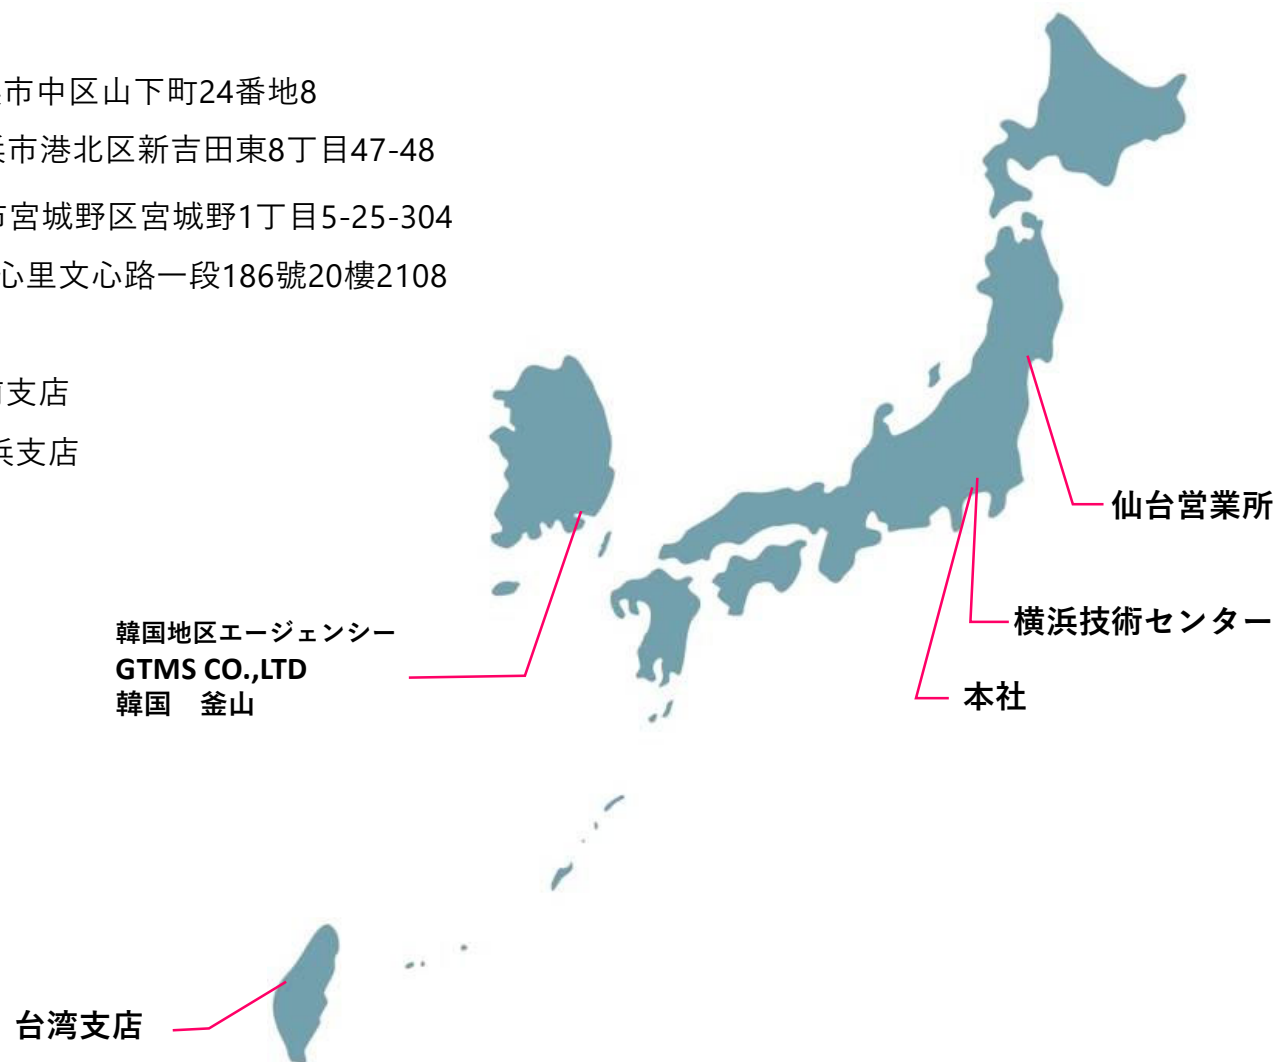 市中区山下町24番地8
浜市港北区新吉田東8丁目47-48
市宮城野区宮城野1丁目5-25-304
心里文心路一段186號20樓2108
支店
浜支店
仙台営業所
横浜技術センター
本社
韓国地区エージェンシー
GTMS CO.,LTD
韓国　釜山
台湾支店